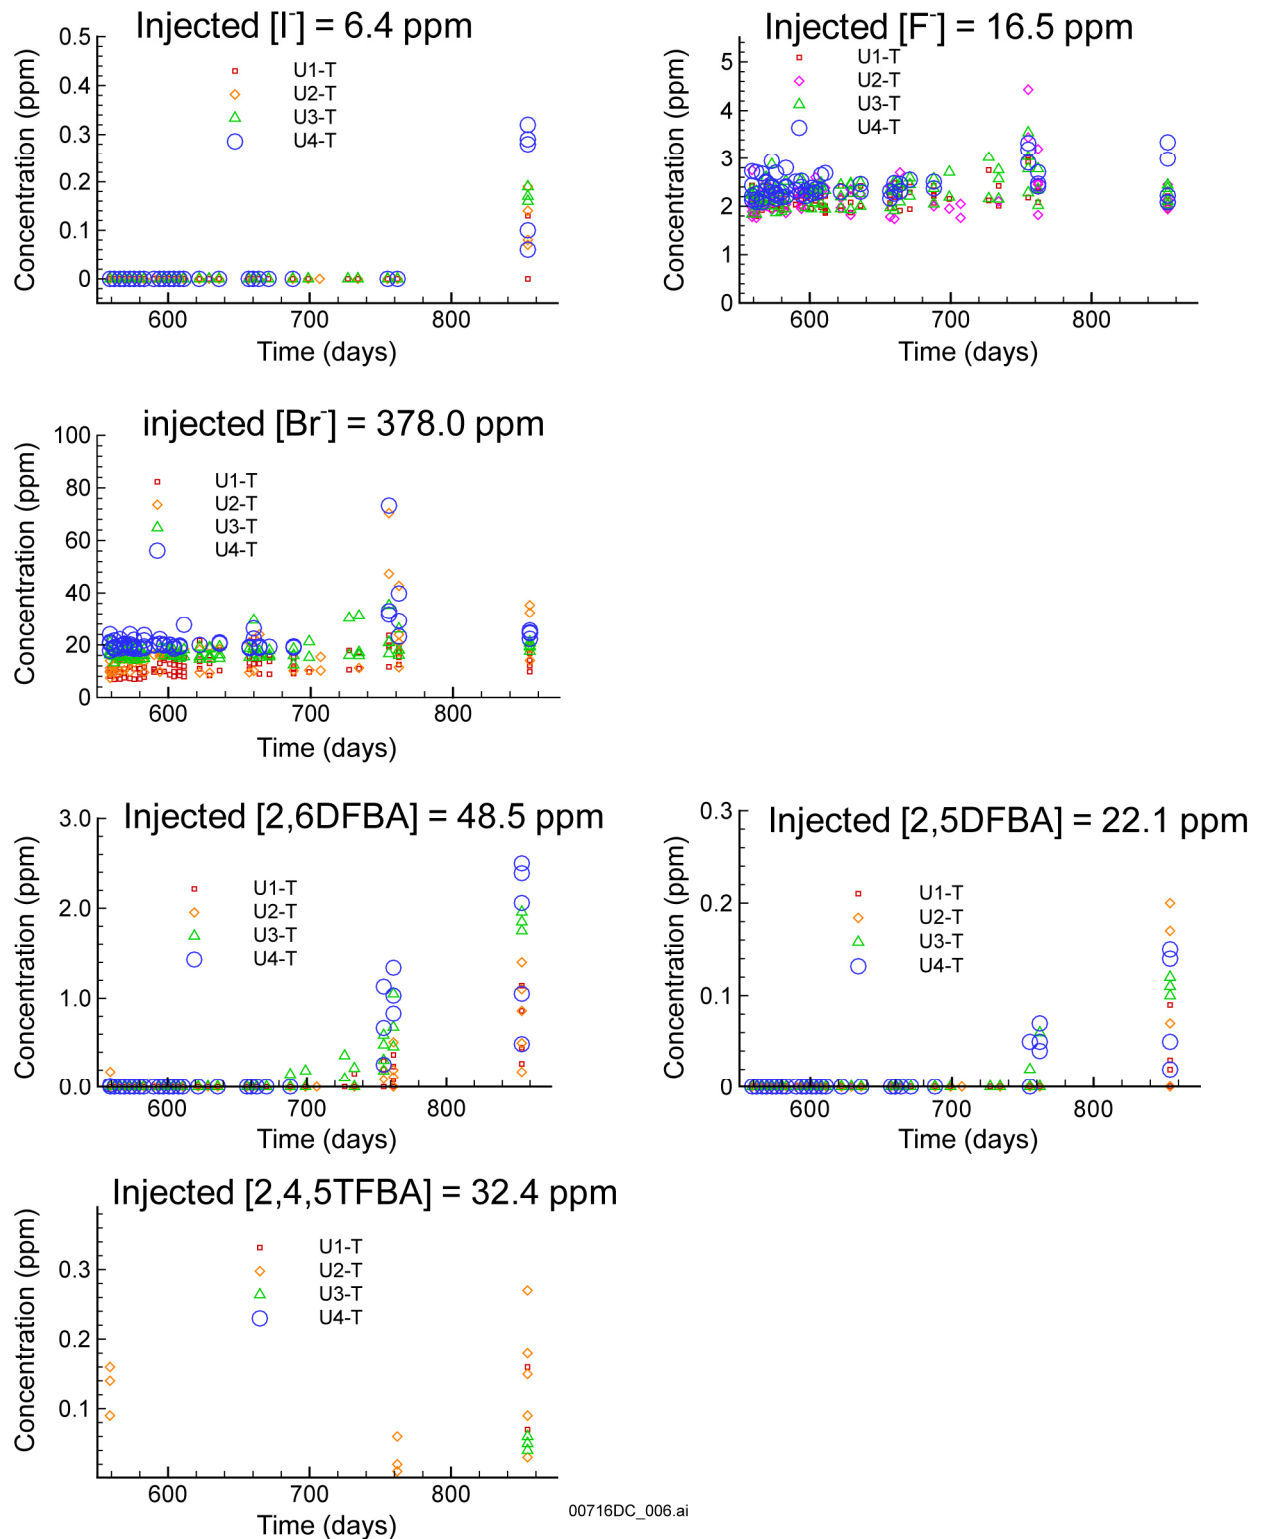 Injected [I-] = 6.4 ppm
0.5
0.4
0.3
0.2
0.1
0
Concentration (ppm)
U1-T
U2-T
U3-T
U4-T
600 700 800
Time (days)
Injected [F-] = 16.5 ppm
5
4
3
2
1
0
Concentration (ppm)
U1-T
U2-T
U3-T
U4-T
600 700 800
Time (days)
injected [Br-] = 378.0 ppm
100
80
60
40
20
0
Concentration (ppm)
U1-T
U2-T
U3-T
U4-T
600 700 800
Time (days)
Injected [2,6DFBA] = 48.5 ppm
3.0
2.0
1.0
0.0
Concentration (ppm)
U1-T
U2-T
U3-T
U4-T
600 700 800
Time (days)
Injected [2,5DFBA] = 22.1 ppm
0.3
0.2
0.1
0
Concentration (ppm)
U1-T
U2-T
U3-T
U4-T
600 700 800
Time (days)
Injected [2,4,5TFBA] = 32.4 ppm
0.3
0.2
0.1
Concentration (ppm)
U1-T
U2-T
U3-T
U4-T
600 700 800
Time (days)
00716DC_006.ai